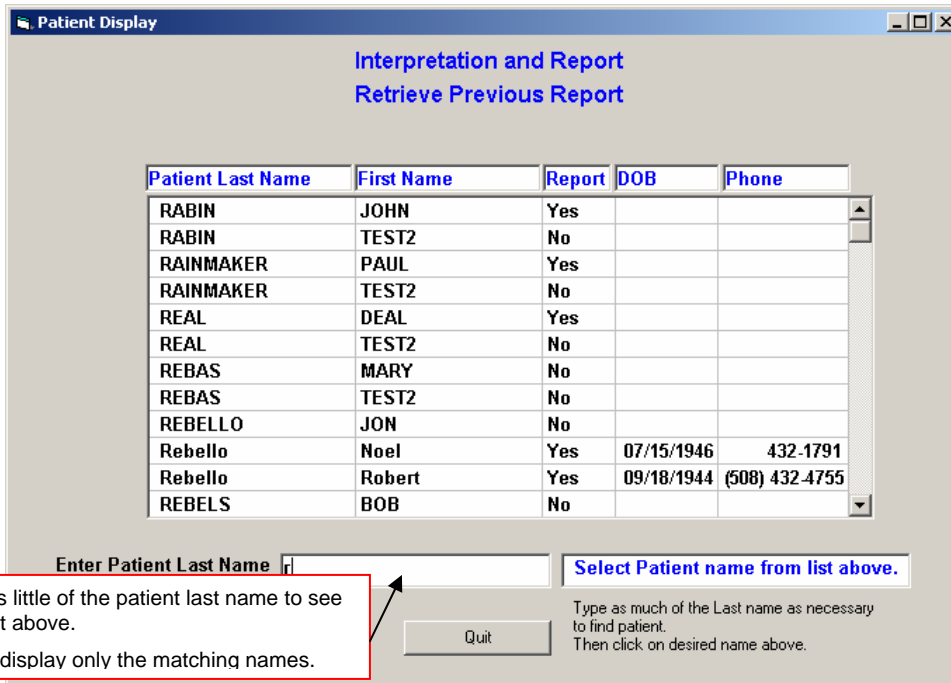 Patient Display
Interpretation and Report
Retrieve Previous Report
Patient Last Name First Name Report DOB Phone
RABIN JOHN Yes
RABIN TEST2 No
RAINMAKER PAUL Yes
RAINMAKER TEST2 No
REAL DEAL Yes
REAL TEST2 No
REBAS MARY No
REBAS TEST2 No
REBELLO JON No
Rebello Noel Yes 07/15/1946 432-1791
Rebello Robert Yes 09/18/1944 (508) 432-4755
REBELS BOB No
Enter Patient Last Name r
Select Patient name from list above.
little of the patient last name to see
above.
display only the matching names.
Quit
Type as much of the Last name as necessary
to find patient.
Then click on desired name above.